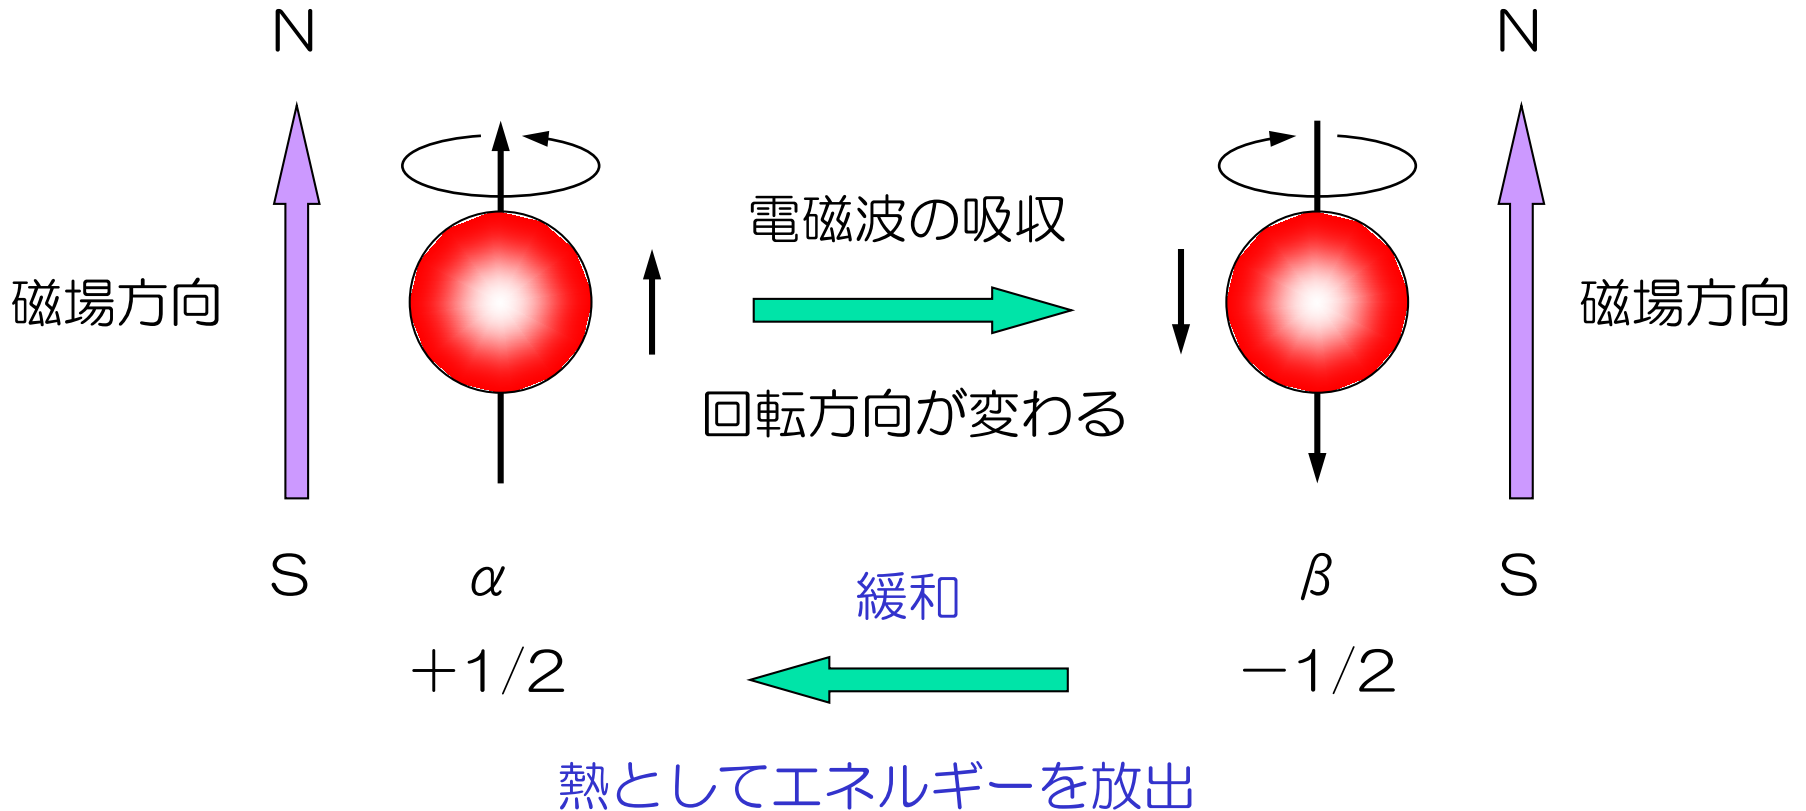 N
N
電磁波の吸収
磁場方向
磁場方向
回転方向が変わる
S
α
緩和
β
S
+1/2
−1/2
熱としてエネルギーを放出